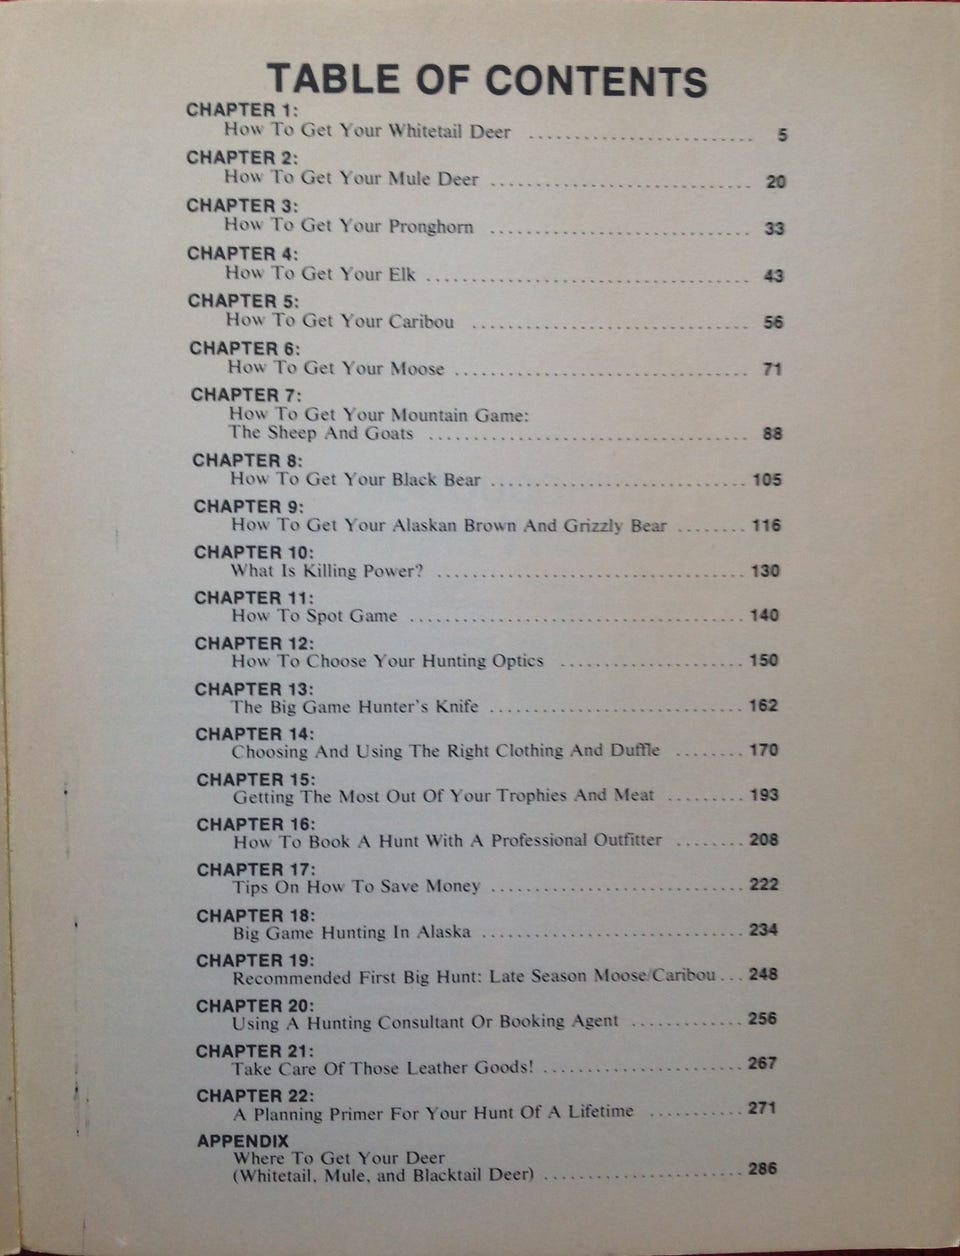 TABLE OF CONTENTS
CHAPTER 1:
How To Get Your Whitetail Deer ............................ 5
CHAPTER 2:
How To Get Your Mule Deer ............................. 20
CHAPTER 3:
How To Get Your Pronghorn ............................. 33
CHAPTER 4:
How To Get Your Elk .................................... 43
CHAPTER 5:
How To Get Your Caribou ............................... 56
CHAPTER 6:
How To Get Your Moose ................................. 71
CHAPTER 7:
How To Get Your Mountain Game:
The Sheep And Goats .................................... 88
CHAPTER 8:
How To Get Your Black Bear ............................. 105
CHAPTER 9:
How To Get Your Alaskan Brown And Grizzly Bear ........ 116
CHAPTER 10:
What Is Killing Power? ................................... 130
CHAPTER 11:
How To Spot Game ...................................... 140
CHAPTER 12:
How To Choose Your Hunting Optics ..................... 150
CHAPTER 13:
The Big Game Hunter's Knife ............................. 162
CHAPTER 14:
Choosing And Using The Right Clothing And Duffle ........ 170
CHAPTER 15:
Getting The Most Out Of Your Trophies And Meat ......... 193
CHAPTER 16:
How To Book A Hunt With A Professional Outfitter ........ 208
CHAPTER 17:
Tips On How To Save Money ............................. 222
CHAPTER 18:
Big Game Hunting In Alaska .............................. 234
CHAPTER 19:
Recommended First Big Hunt: Late Season Moose/Caribou ... 248
CHAPTER 20:
Using A Hunting Consultant Or Booking Agent ............. 256
CHAPTER 21:
Take Care Of Those Leather Goods! ....................... 267
CHAPTER 22:
A Planning Primer For Your Hunt Of A Lifetime ........... 271
APPENDIX
Where To Get Your Deer
(Whitetail, Mule, and Blacktail Deer) ....................... 286